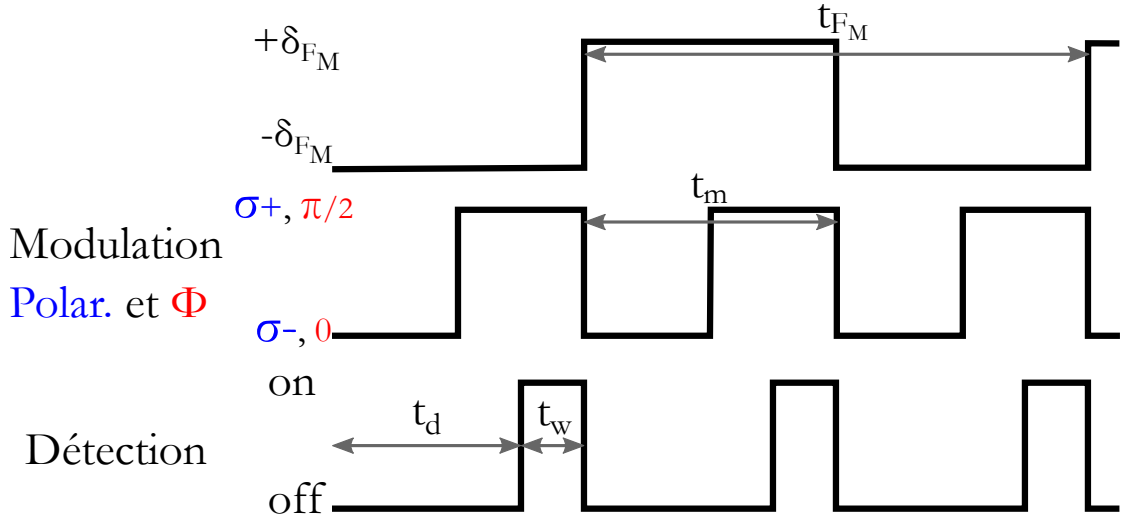 t_{F_M}
+δ_{F_M}
-δ_{F_M}
σ+, π/2
t_m
Modulation
Polar. et Φ
σ-, 0
on
t_d
t_w
Détection
off